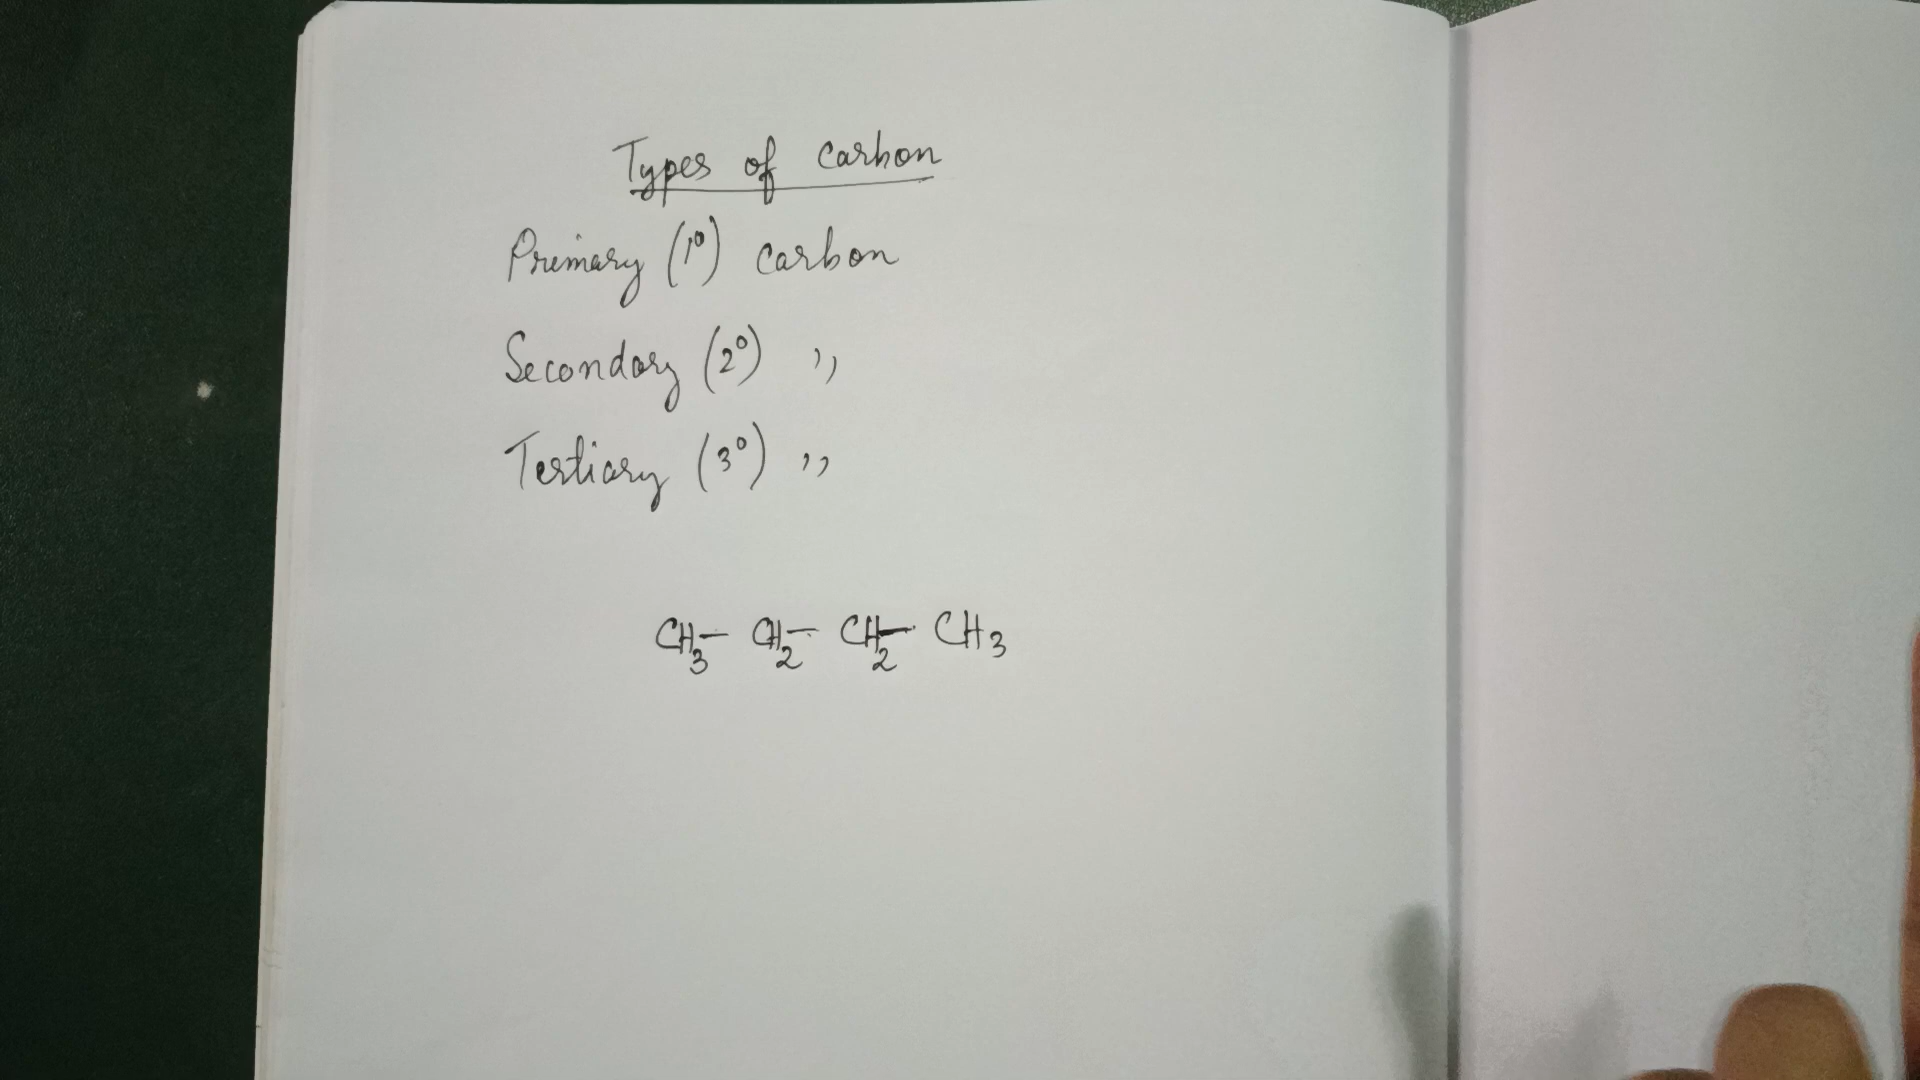 Types of carbon
Primary (1°) carbon
Secondary (2°) ,,
Tertiary (3°) ,,
CH₃ — CH₂ — CH₂ — CH₃